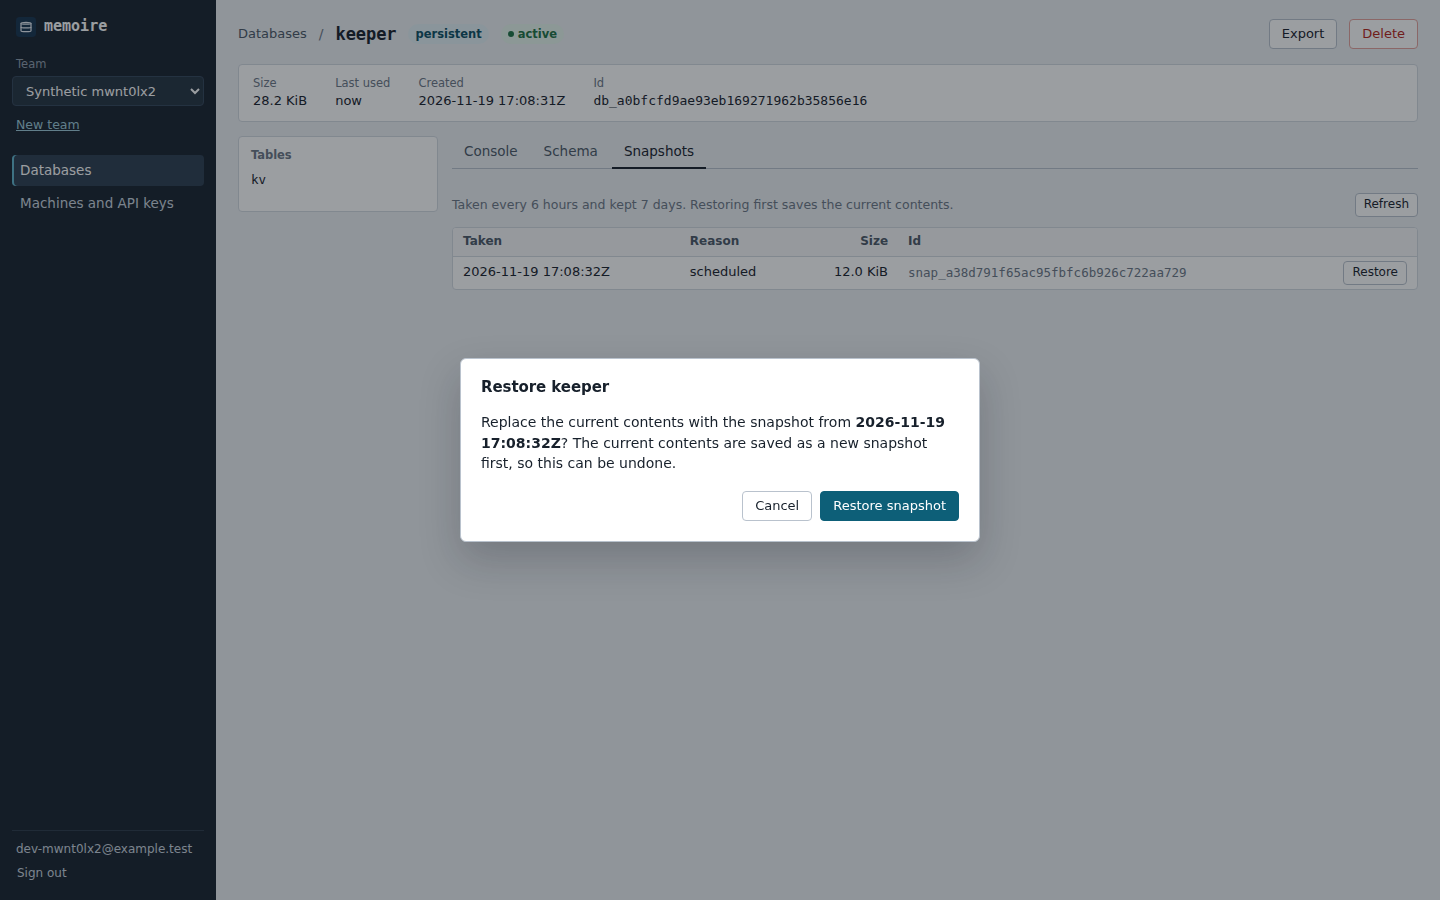 memoire
Team
Synthetic mwnt0lx2
New team
Databases
Machines and API keys
dev-mwnt0lx2@example.test
Sign out
Databases / keeper persistent active
Export Delete
Size Last used Created Id
28.2 KiB now 2026-11-19 17:08:31Z db_a0bfcfd9ae93eb169271962b35856e16
Tables
kv
Console Schema Snapshots
Taken every 6 hours and kept 7 days. Restoring first saves the current contents. Refresh
Taken Reason Size Id
2026-11-19 17:08:32Z scheduled 12.0 KiB snap_a38d791f65ac95fbfc6b926c722aa729 Restore
Restore keeper
Replace the current contents with the snapshot from 2026-11-19
17:08:32Z? The current contents are saved as a new snapshot
first, so this can be undone.
Cancel Restore snapshot